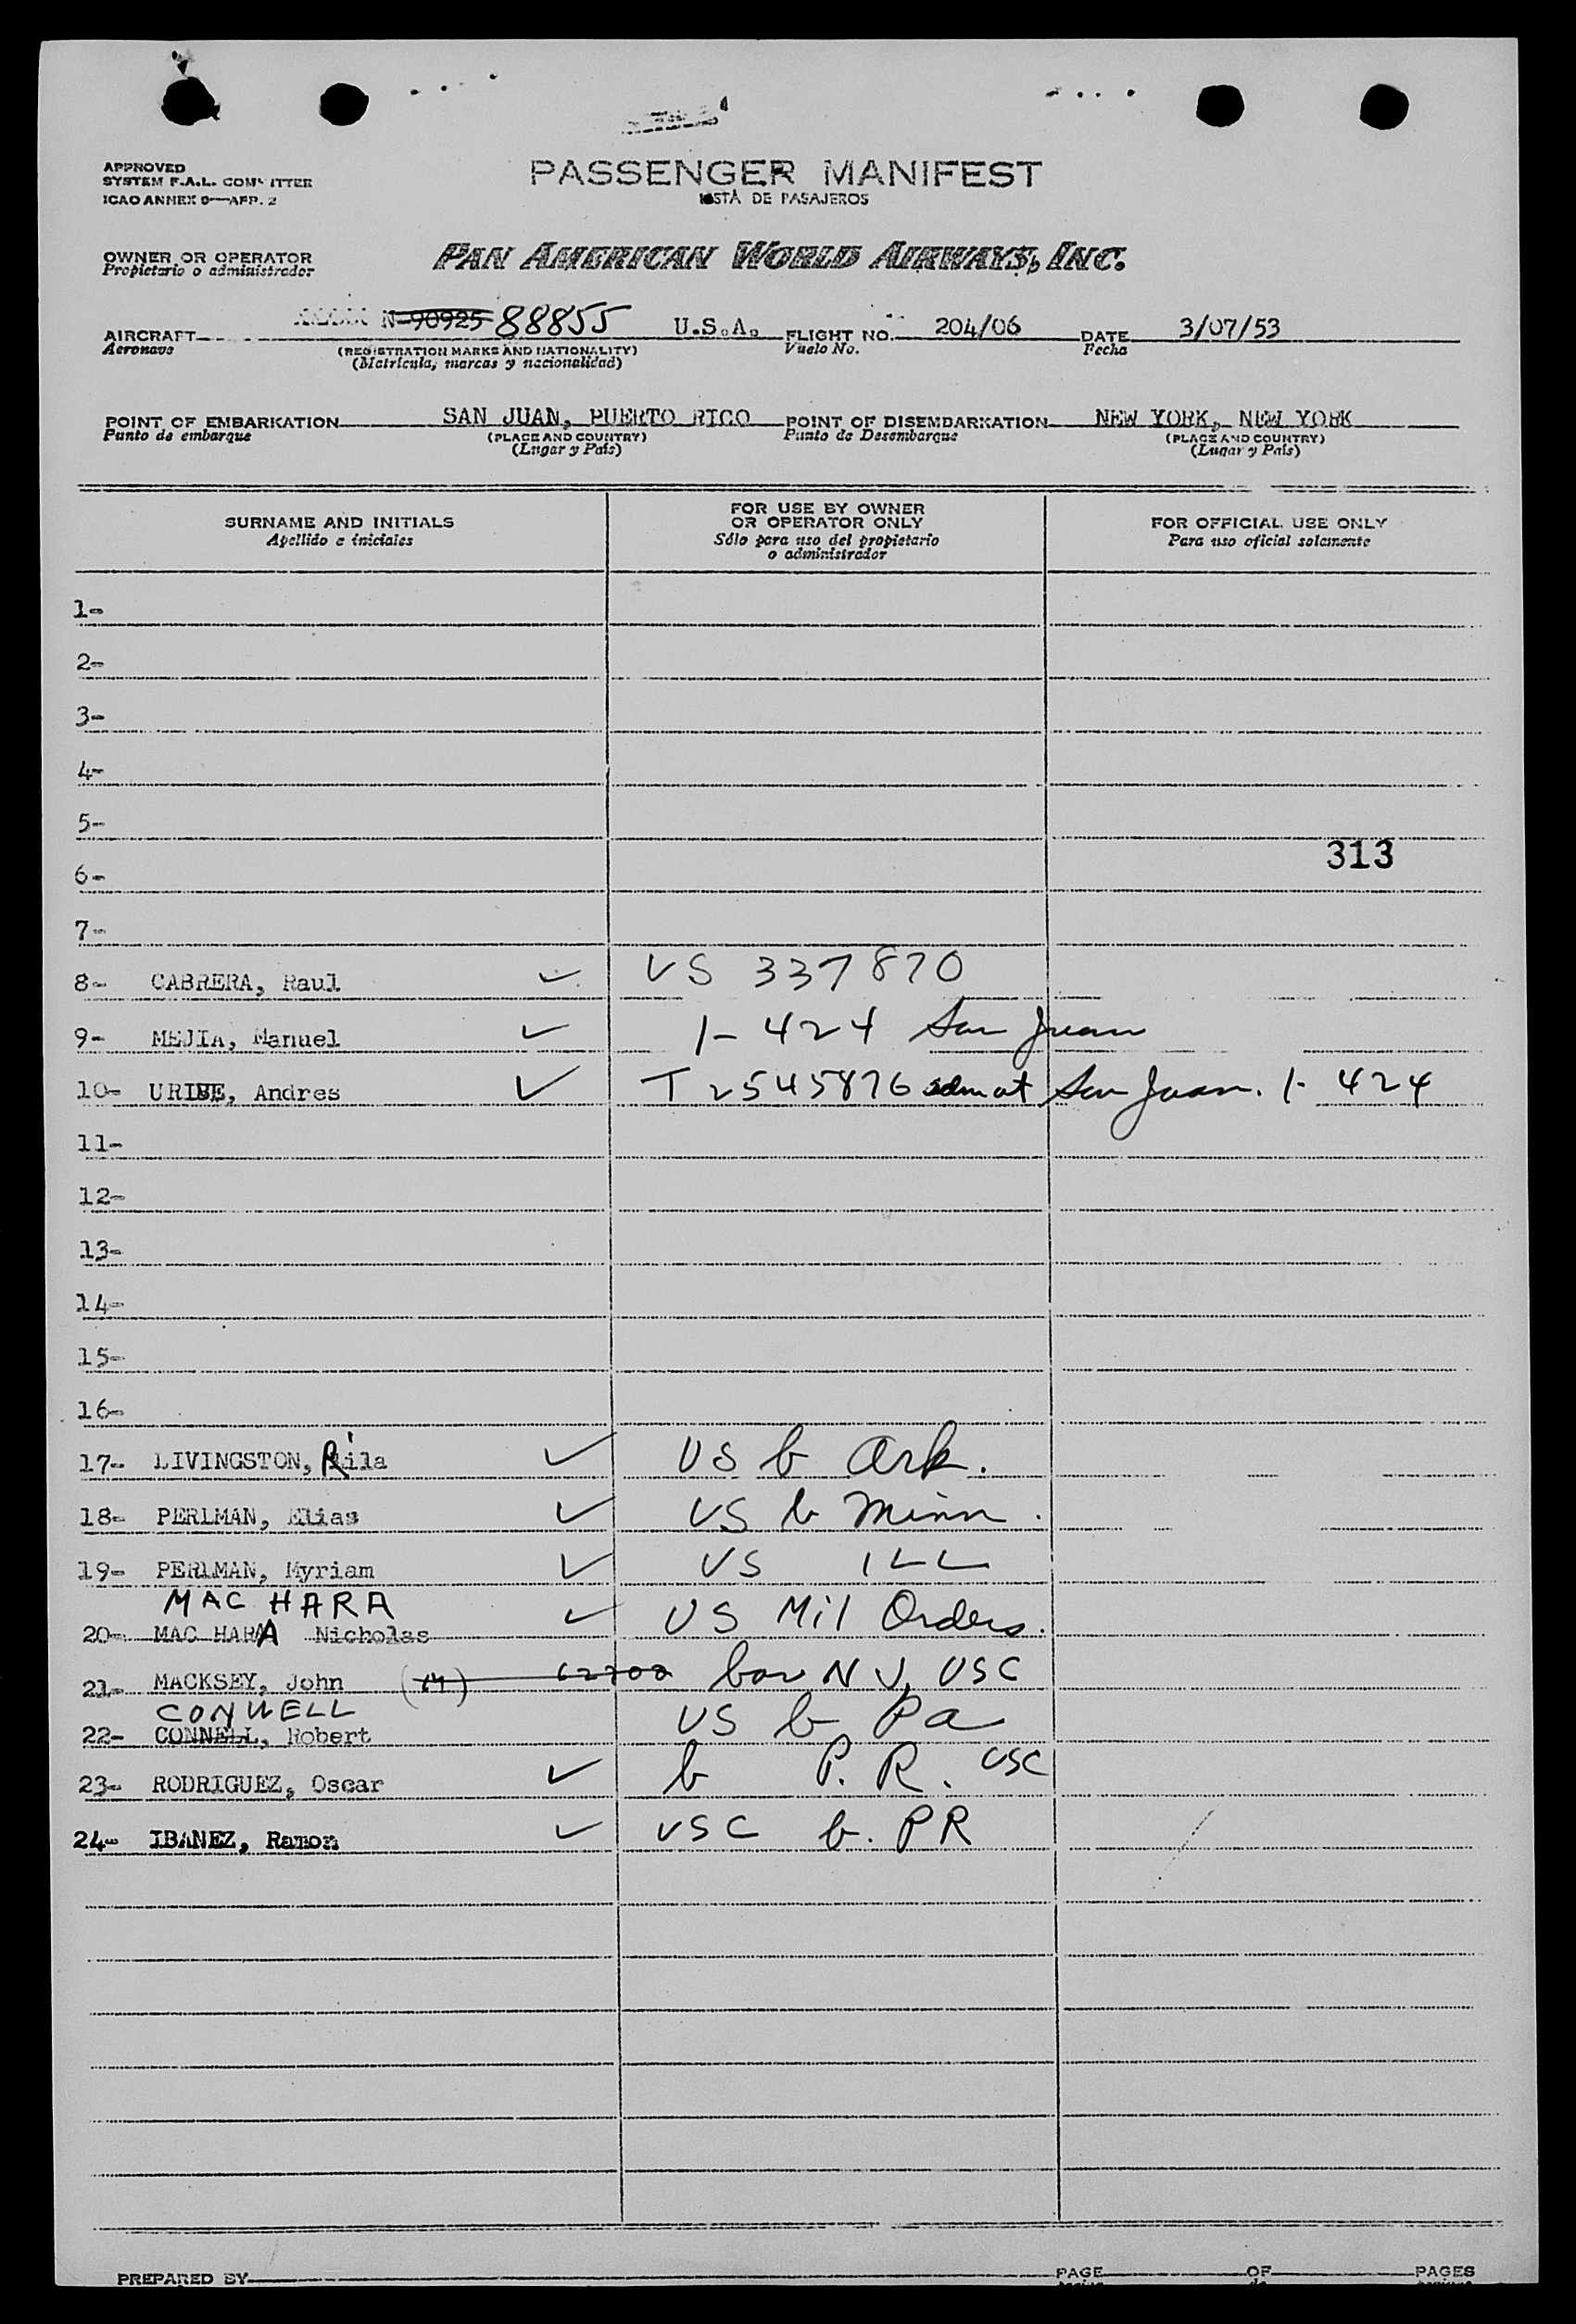 APPROVED
SYSTEM F.A.L. COMMITTEE
ICAO ANNEX 9—APP. 2
PASSENGER MANIFEST
LISTA DE PASAJEROS
OWNER OR OPERATOR
Propietario o administrador
PAN AMERICAN WORLD AIRWAYS, INC.
AIRCRAFT N-90925 88855 U.S.A. FLIGHT NO. 204/06 DATE 3/07/53
Aeronave (REGISTRATION MARKS AND NATIONALITY) Vuelo No. Fecha
(Matrícula, marcas y nacionalidad)
POINT OF EMBARKATION SAN JUAN, PUERTO RICO POINT OF DISEMBARKATION NEW YORK, NEW YORK
Punto de embarque (PLACE AND COUNTRY) Punto de Desembarque (PLACE AND COUNTRY)
(Lugar y País) (Lugar y País)
SURNAME AND INITIALS
Apellido e iniciales
FOR USE BY OWNER
OR OPERATOR ONLY
Sólo para uso del propietario
o administrador
FOR OFFICIAL USE ONLY
Para uso oficial solamente
1-
2-
3-
4-
5-
313
6-
7-
8- CABRERA, Raul ✓ VS 337870
9- MEJIA, Manuel ✓ 1-424 San Juan
10- URIBE, Andres ✓ T2545876 adm at San Juan. 1-424
11-
12-
13-
14-
15-
16-
17- LIVINGSTON, Rila ✓ US b Ark.
18- PERLMAN, Elias ✓ US b Minn.
19- PERLMAN, Myriam ✓ US ILL
MAC HARA
20- MAC HARA Nicholas ✓ US Mil Orders.
21- MACKSEY, John (M) 62700 born NJ, USC
CONWELL
22- CONNELL, Robert US b Pa
23- RODRIGUEZ, Oscar ✓ b P.R. USC
24- IBANEZ, Ramon ✓ USC b. PR
PREPARED BY PAGE OF PAGES